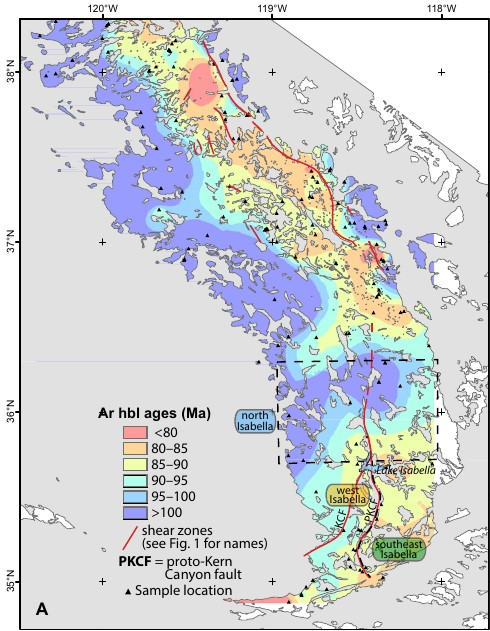 120°W
119°W
118°W
38°N
37°N
36°N
35°N
north
Isabella
Lake Isabella
west
Isabella
KCF
PKCF
southeast
Isabella
Ar hbl ages (Ma)
<80
80–85
85–90
90–95
95–100
>100
shear zones
(see Fig. 1 for names)
PKCF = proto-Kern
Canyon fault
Sample location
A